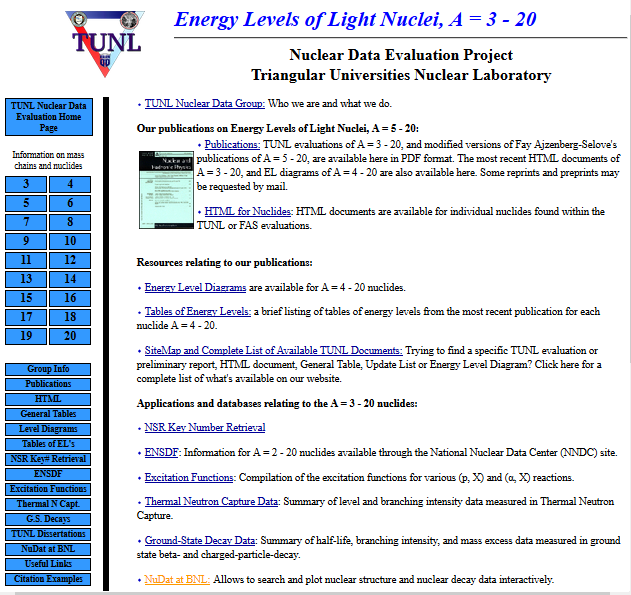 TUNL
Energy Levels of Light Nuclei, A = 3 - 20
Nuclear Data Evaluation Project
Triangular Universities Nuclear Laboratory
TUNL Nuclear Data
Evaluation Home
Page
Information on mass
chains and nuclides
3 4
5 6
7 8
9 10
11 12
13 14
15 16
17 18
19 20
Group Info
Publications
HTML
General Tables
Level Diagrams
Tables of EL's
NSR Key# Retrieval
ENSDF
Excitation Functions
Thermal N Capt.
G.S. Decays
TUNL Dissertations
NuDat at BNL
Useful Links
Citation Examples
• TUNL Nuclear Data Group: Who we are and what we do.
Our publications on Energy Levels of Light Nuclei, A = 5 - 20:
Nuclear and
Electronic Physics
• Publications: TUNL evaluations of A = 3 - 20, and modified versions of Fay Ajzenberg-Selove's
publications of A = 5 - 20, are available here in PDF format. The most recent HTML documents of
A = 3 - 20, and EL diagrams of A = 4 - 20 are also available here. Some reprints and preprints may
be requested by mail.
• HTML for Nuclides: HTML documents are available for individual nuclides found within the
TUNL or FAS evaluations.
Resources relating to our publications:
• Energy Level Diagrams are available for A = 4 - 20 nuclides.
• Tables of Energy Levels: a brief listing of tables of energy levels from the most recent publication for each
nuclide A = 4 - 20.
• SiteMap and Complete List of Available TUNL Documents: Trying to find a specific TUNL evaluation or
preliminary report, HTML document, General Table, Update List or Energy Level Diagram? Click here for a
complete list of what's available on our website.
Applications and databases relating to the A = 3 - 20 nuclides:
• NSR Key Number Retrieval
• ENSDF: Information for A = 2 - 20 nuclides available through the National Nuclear Data Center (NNDC) site.
• Excitation Functions: Compilation of the excitation functions for various (p, X) and (α, X) reactions.
• Thermal Neutron Capture Data: Summary of level and branching intensity data measured in Thermal Neutron
Capture.
• Ground-State Decay Data: Summary of half-life, branching intensity, and mass excess data measured in ground
state beta- and charged-particle-decay.
• NuDat at BNL: Allows to search and plot nuclear structure and nuclear decay data interactively.